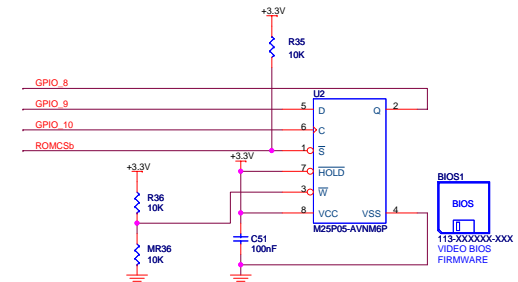 +3.3V
R35
10K
GPIO_8
U2
GPIO_9
5 D Q 2
GPIO_10
6 C
ROMCSb
1 S
+3.3V
7 HOLD
+3.3V
3 W
BIOS1
R36
10K
8 VCC VSS 4
BIOS
M25P05-AVNM6P
C51
100nF
MR36
10K
113-XXXXXX-XXX
VIDEO BIOS
FIRMWARE